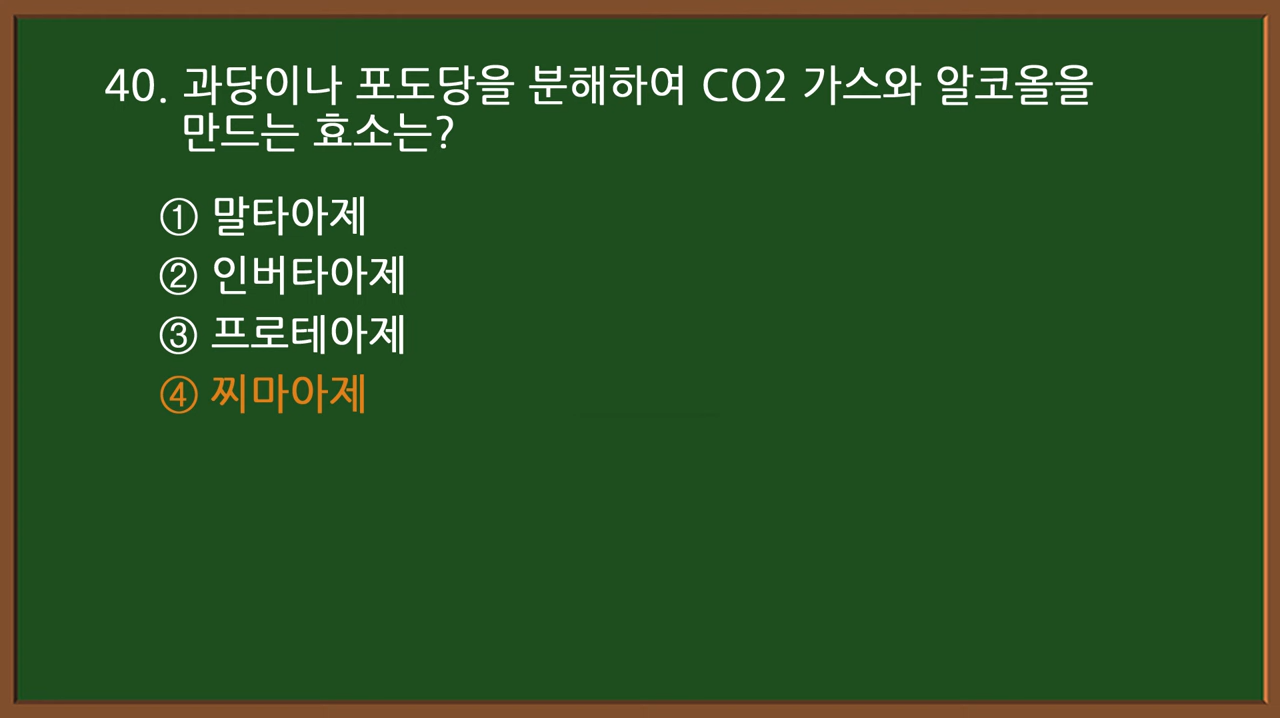 40. 과당이나 포도당을 분해하여 CO2 가스와 알코올을
만드는 효소는?
① 말타아제
② 인버타아제
③ 프로테아제
④ 찌마아제